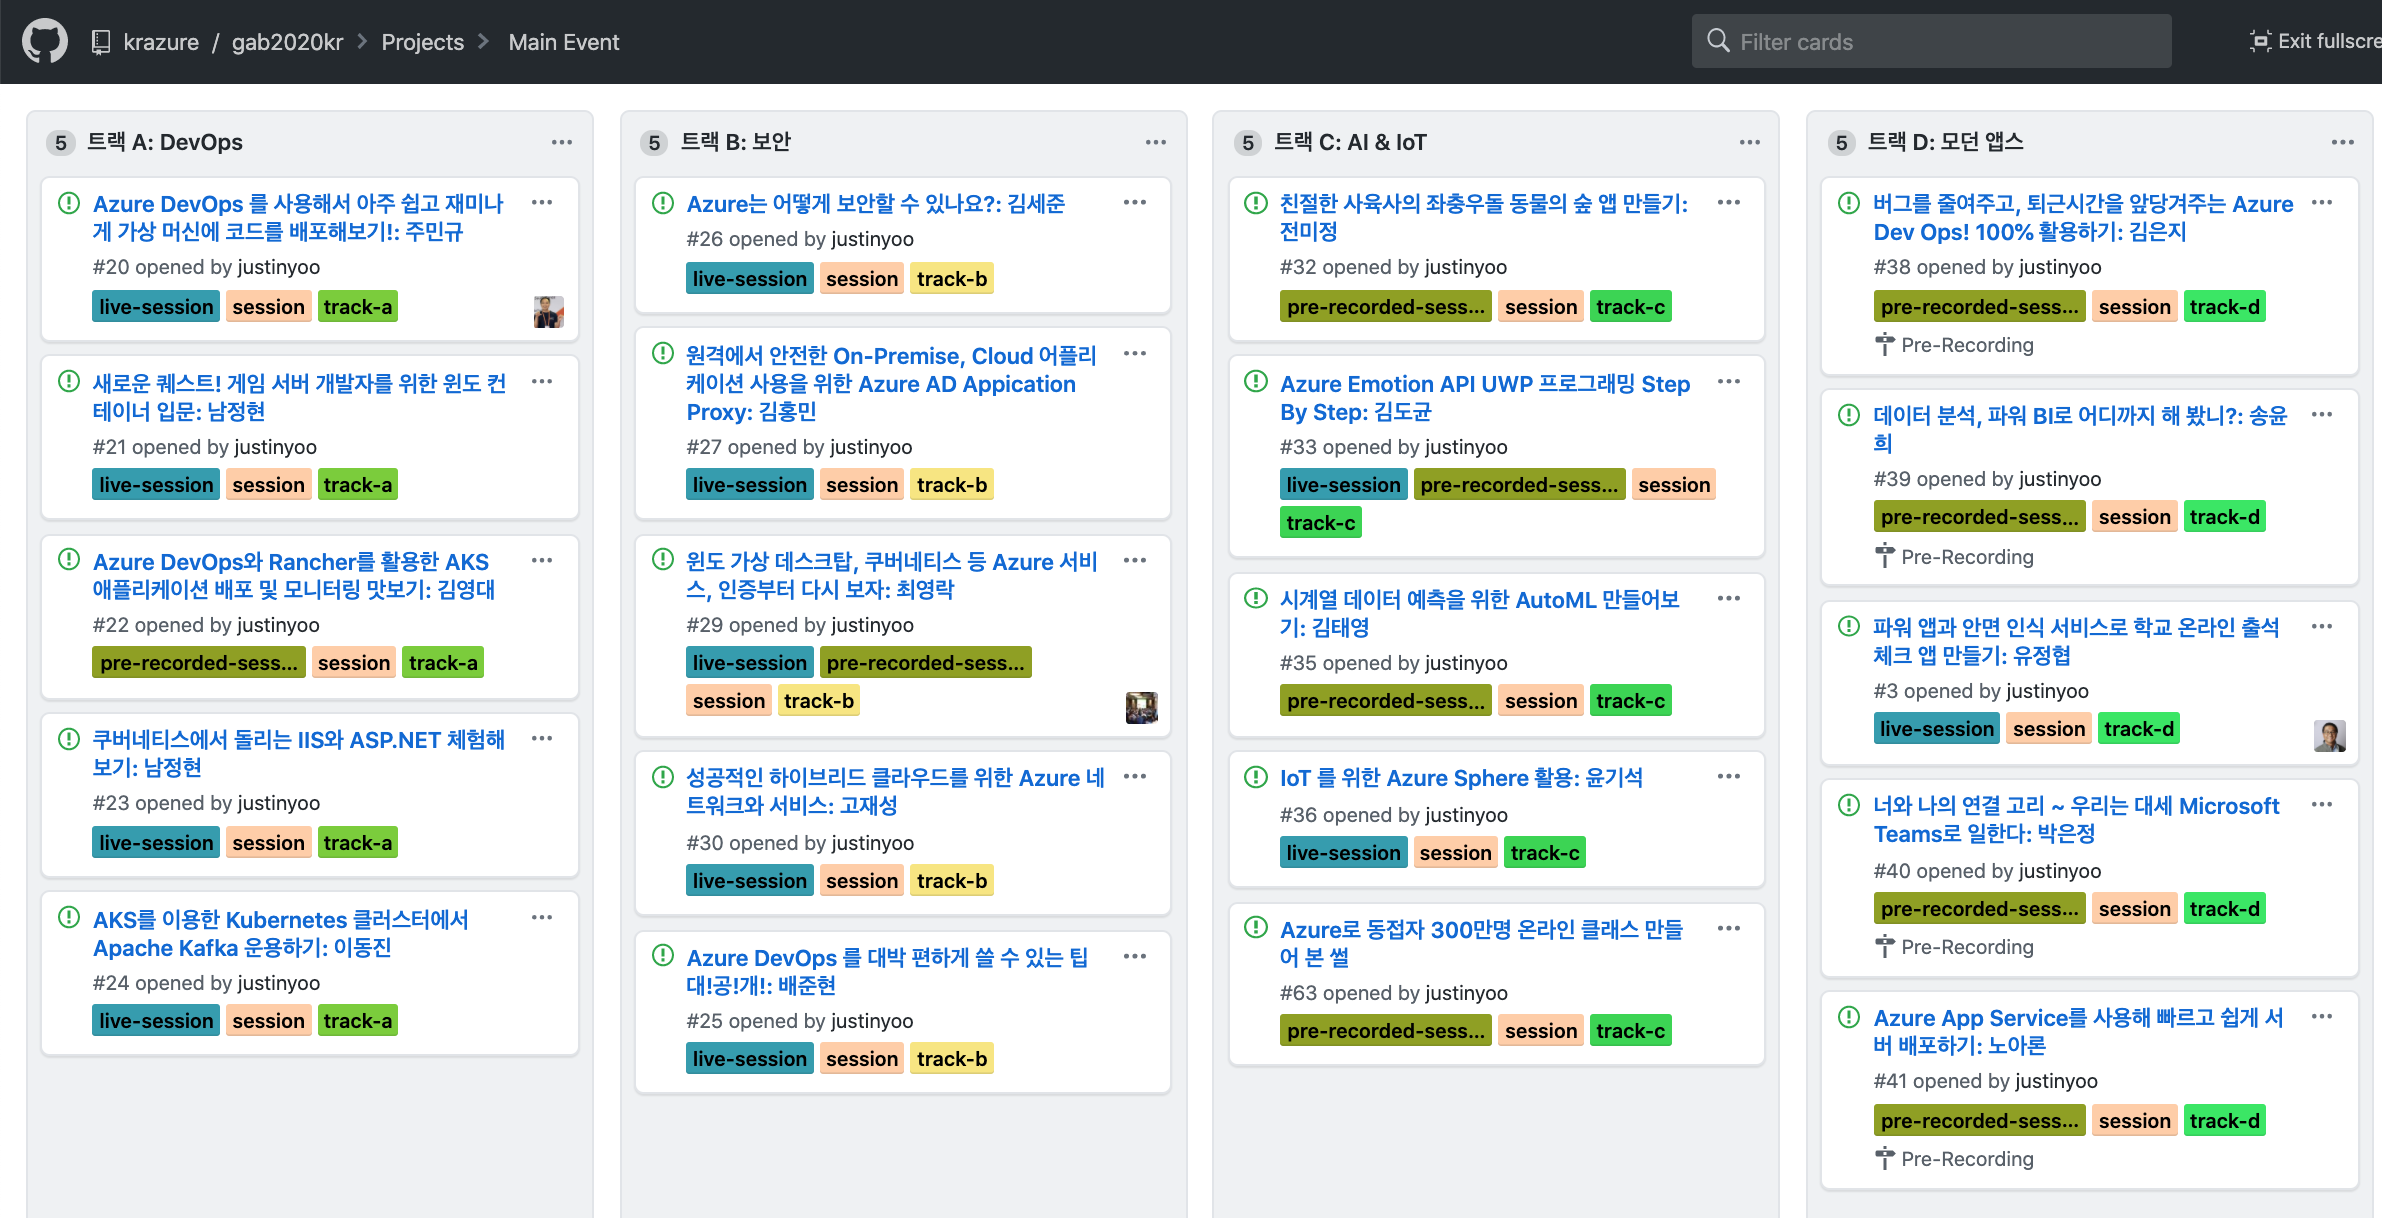 krazure / gab2020kr > Projects > Main Event
Filter cards
Exit fullscre
5 트랙 A: DevOps
Azure DevOps 를 사용해서 아주 쉽고 재미나
게 가상 머신에 코드를 배포해보기!: 주민규
#20 opened by justinyoo
live-session session track-a
새로운 퀘스트! 게임 서버 개발자를 위한 윈도 컨
테이너 입문: 남정현
#21 opened by justinyoo
live-session session track-a
Azure DevOps와 Rancher를 활용한 AKS
애플리케이션 배포 및 모니터링 맛보기: 김영대
#22 opened by justinyoo
pre-recorded-sess... session track-a
쿠버네티스에서 돌리는 IIS와 ASP.NET 체험해
보기: 남정현
#23 opened by justinyoo
live-session session track-a
AKS를 이용한 Kubernetes 클러스터에서
Apache Kafka 운용하기: 이동진
#24 opened by justinyoo
live-session session track-a
5 트랙 B: 보안
Azure는 어떻게 보안할 수 있나요?: 김세준
#26 opened by justinyoo
live-session session track-b
원격에서 안전한 On-Premise, Cloud 어플리
케이션 사용을 위한 Azure AD Appication
Proxy: 김홍민
#27 opened by justinyoo
live-session session track-b
윈도 가상 데스크탑, 쿠버네티스 등 Azure 서비
스, 인증부터 다시 보자: 최영락
#29 opened by justinyoo
live-session pre-recorded-sess...
session track-b
성공적인 하이브리드 클라우드를 위한 Azure 네
트워크와 서비스: 고재성
#30 opened by justinyoo
live-session session track-b
Azure DevOps 를 대박 편하게 쓸 수 있는 팁
대!공!개!: 배준현
#25 opened by justinyoo
live-session session track-b
5 트랙 C: AI & IoT
친절한 사육사의 좌충우돌 동물의 숲 앱 만들기:
전미정
#32 opened by justinyoo
pre-recorded-sess... session track-c
Azure Emotion API UWP 프로그래밍 Step
By Step: 김도균
#33 opened by justinyoo
live-session pre-recorded-sess... session
track-c
시계열 데이터 예측을 위한 AutoML 만들어보
기: 김태영
#35 opened by justinyoo
pre-recorded-sess... session track-c
IoT 를 위한 Azure Sphere 활용: 윤기석
#36 opened by justinyoo
live-session session track-c
Azure로 동접자 300만명 온라인 클래스 만들
어 본 썰
#63 opened by justinyoo
pre-recorded-sess... session track-c
5 트랙 D: 모던 앱스
버그를 줄여주고, 퇴근시간을 앞당겨주는 Azure
Dev Ops! 100% 활용하기: 김은지
#38 opened by justinyoo
pre-recorded-sess... session track-d
Pre-Recording
데이터 분석, 파워 BI로 어디까지 해 봤니?: 송윤
희
#39 opened by justinyoo
pre-recorded-sess... session track-d
Pre-Recording
파워 앱과 안면 인식 서비스로 학교 온라인 출석
체크 앱 만들기: 유정협
#3 opened by justinyoo
live-session session track-d
너와 나의 연결 고리 ~ 우리는 대세 Microsoft
Teams로 일한다: 박은정
#40 opened by justinyoo
pre-recorded-sess... session track-d
Pre-Recording
Azure App Service를 사용해 빠르고 쉽게 서
버 배포하기: 노아론
#41 opened by justinyoo
pre-recorded-sess... session track-d
Pre-Recording